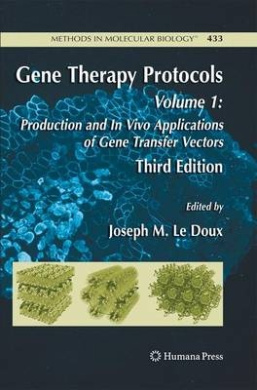 METHODS IN MOLECULAR BIOLOGY™ 433
Gene Therapy Protocols
Volume 1:
Production and In Vivo Applications
of Gene Transfer Vectors
Third Edition
Edited by
Joseph M. Le Doux
Humana Press